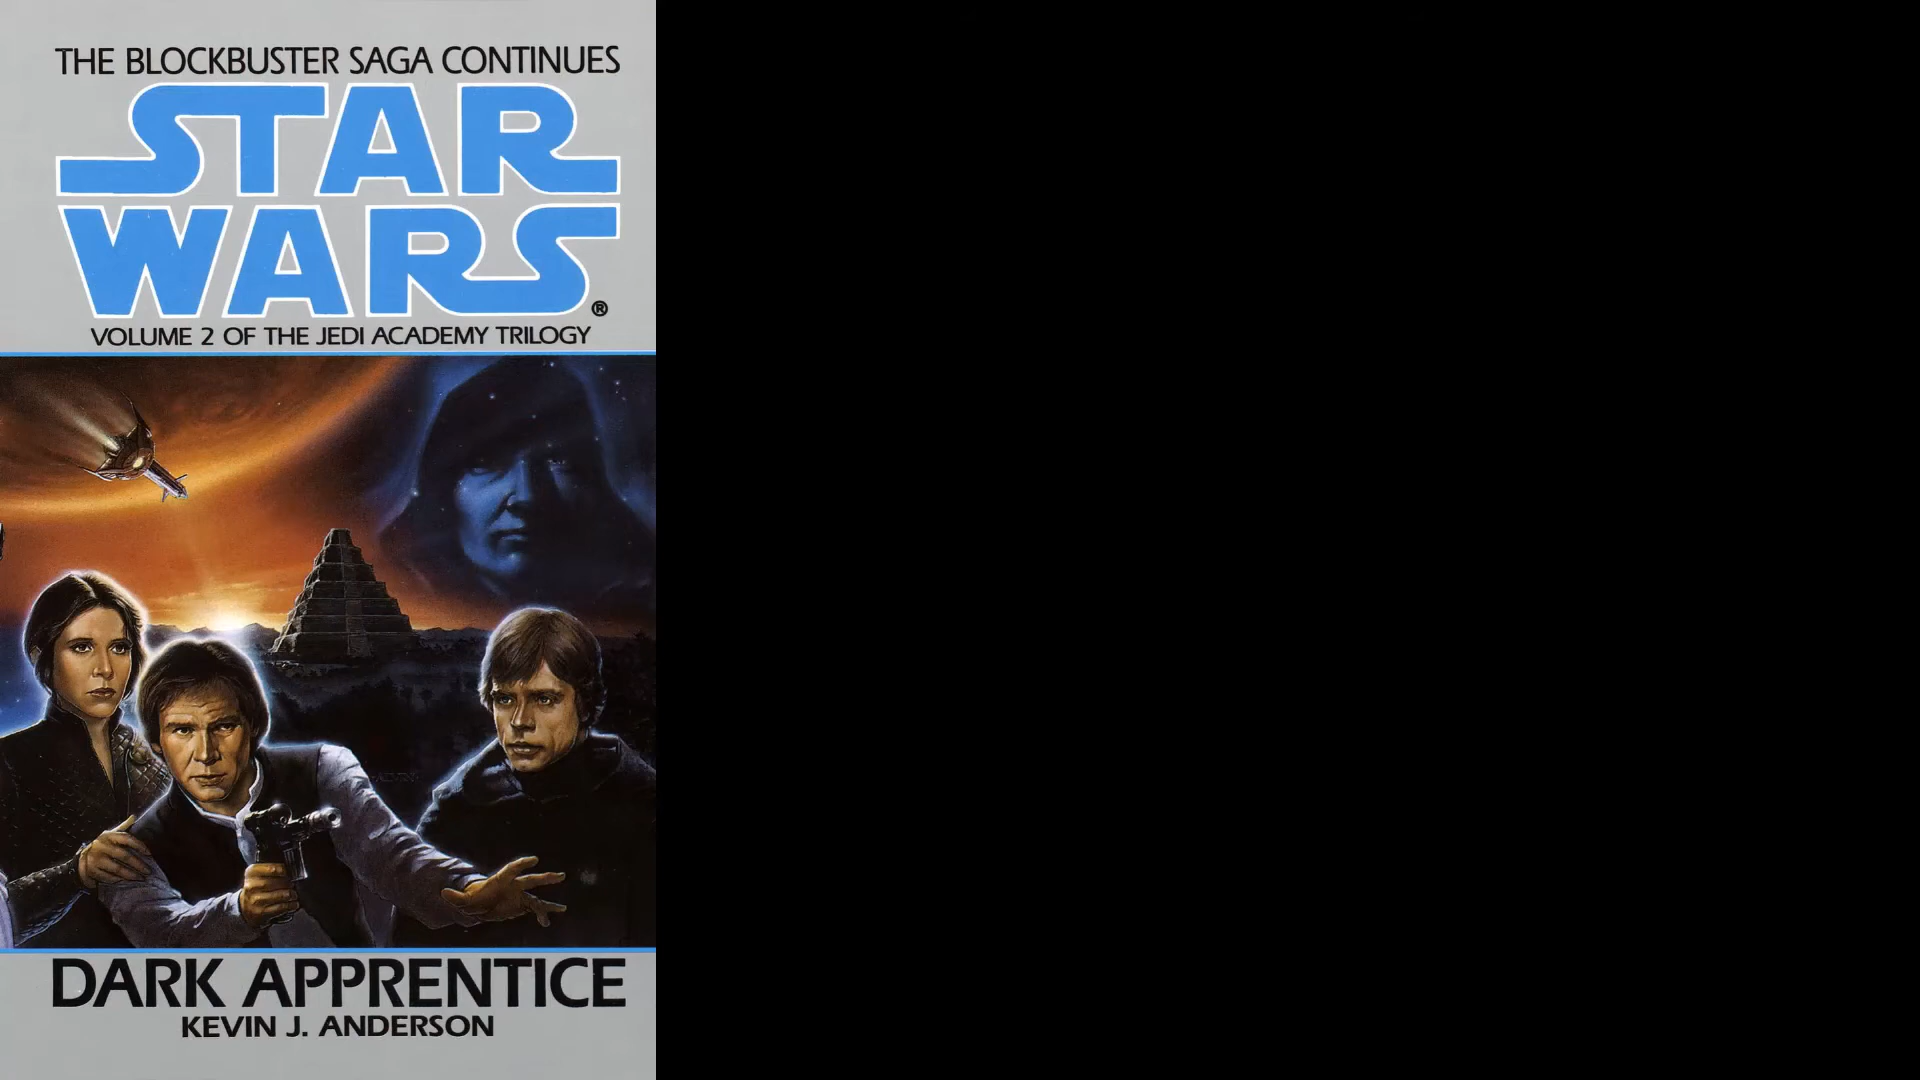 THE BLOCKBUSTER SAGA CONTINUES
STAR
WARS®
VOLUME 2 OF THE JEDI ACADEMY TRILOGY
DARK APPRENTICE
KEVIN J. ANDERSON